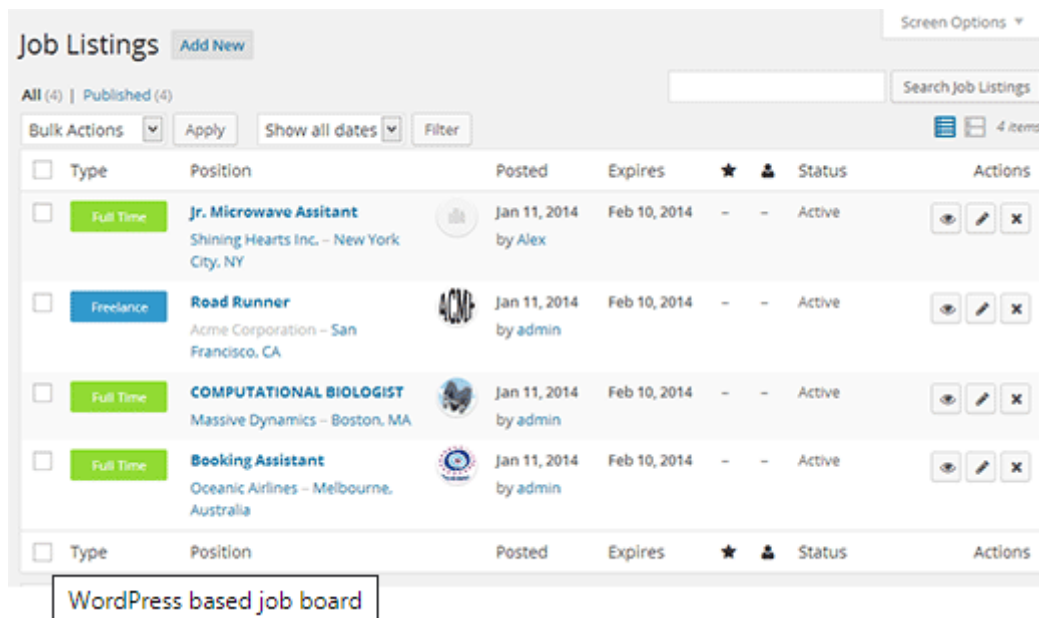 Screen Options ▼
Job Listings Add New
All (4) | Published (4)
Search Job Listings
Bulk Actions Apply Show all dates Filter 4 items
Type Position Posted Expires Status Actions
Full Time Jr. Microwave Assitant Jan 11, 2014 Feb 10, 2014 – – Active
Shining Hearts Inc. – New York by Alex
City, NY
Freelance Road Runner ACME Jan 11, 2014 Feb 10, 2014 – – Active
Acme Corporation – San by admin
Francisco, CA
Full Time COMPUTATIONAL BIOLOGIST Jan 11, 2014 Feb 10, 2014 – – Active
Massive Dynamics – Boston, MA by admin
Full Time Booking Assistant Jan 11, 2014 Feb 10, 2014 – – Active
Oceanic Airlines – Melbourne, by admin
Australia
Type Position Posted Expires Status Actions
WordPress based job board